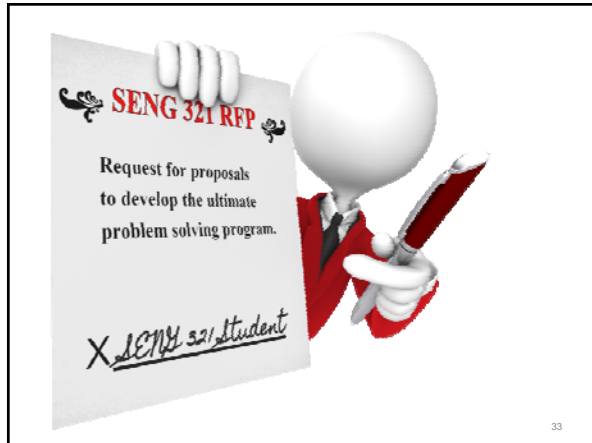 SENG 321 RFP
Request for proposals
to develop the ultimate
problem solving program.
X SENG 321 Student
33